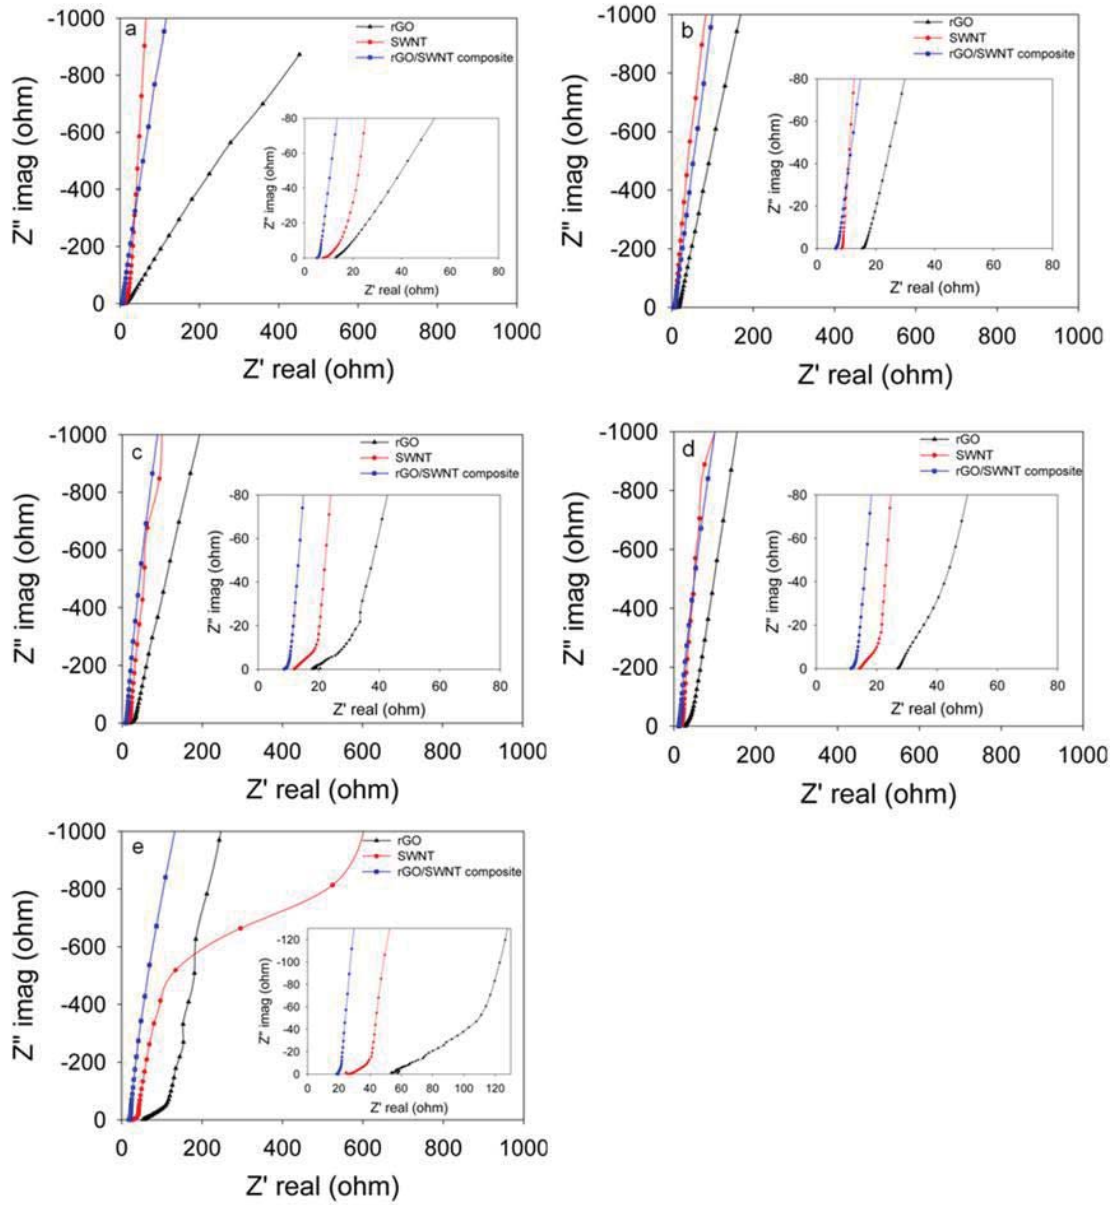 a
rGO
SWNT
rGO/SWNT composite
-1000
-800
-600
-400
-200
0
Z" imag (ohm)
0 200 400 600 800 1000
Z' real (ohm)
-80
-60
-40
-20
0
Z" imag (ohm)
0 20 40 60 80
Z' real (ohm)
b
rGO
SWNT
rGO/SWNT composite
-1000
-800
-600
-400
-200
0
Z" imag (ohm)
0 200 400 600 800 1000
Z' real (ohm)
-80
-60
-40
-20
0
Z" imag (ohm)
0 20 40 60 80
Z' real (ohm)
c
rGO
SWNT
rGO/SWNT composite
-1000
-800
-600
-400
-200
0
Z" imag (ohm)
0 200 400 600 800 1000
Z' real (ohm)
-80
-60
-40
-20
0
Z" imag (ohm)
0 20 40 60 80
Z' real (ohm)
d
rGO
SWNT
rGO/SWNT composite
-1000
-800
-600
-400
-200
0
Z" imag (ohm)
0 200 400 600 800 1000
Z' real (ohm)
-80
-60
-40
-20
0
Z" imag (ohm)
0 20 40 60 80
Z' real (ohm)
e
rGO
SWNT
rGO/SWNT composite
-1000
-800
-600
-400
-200
0
Z" imag (ohm)
0 200 400 600 800 1000
Z' real (ohm)
-120
-100
-80
-60
-40
-20
0
Z" imag (ohm)
0 20 40 60 80 100 120
Z' real (ohm)